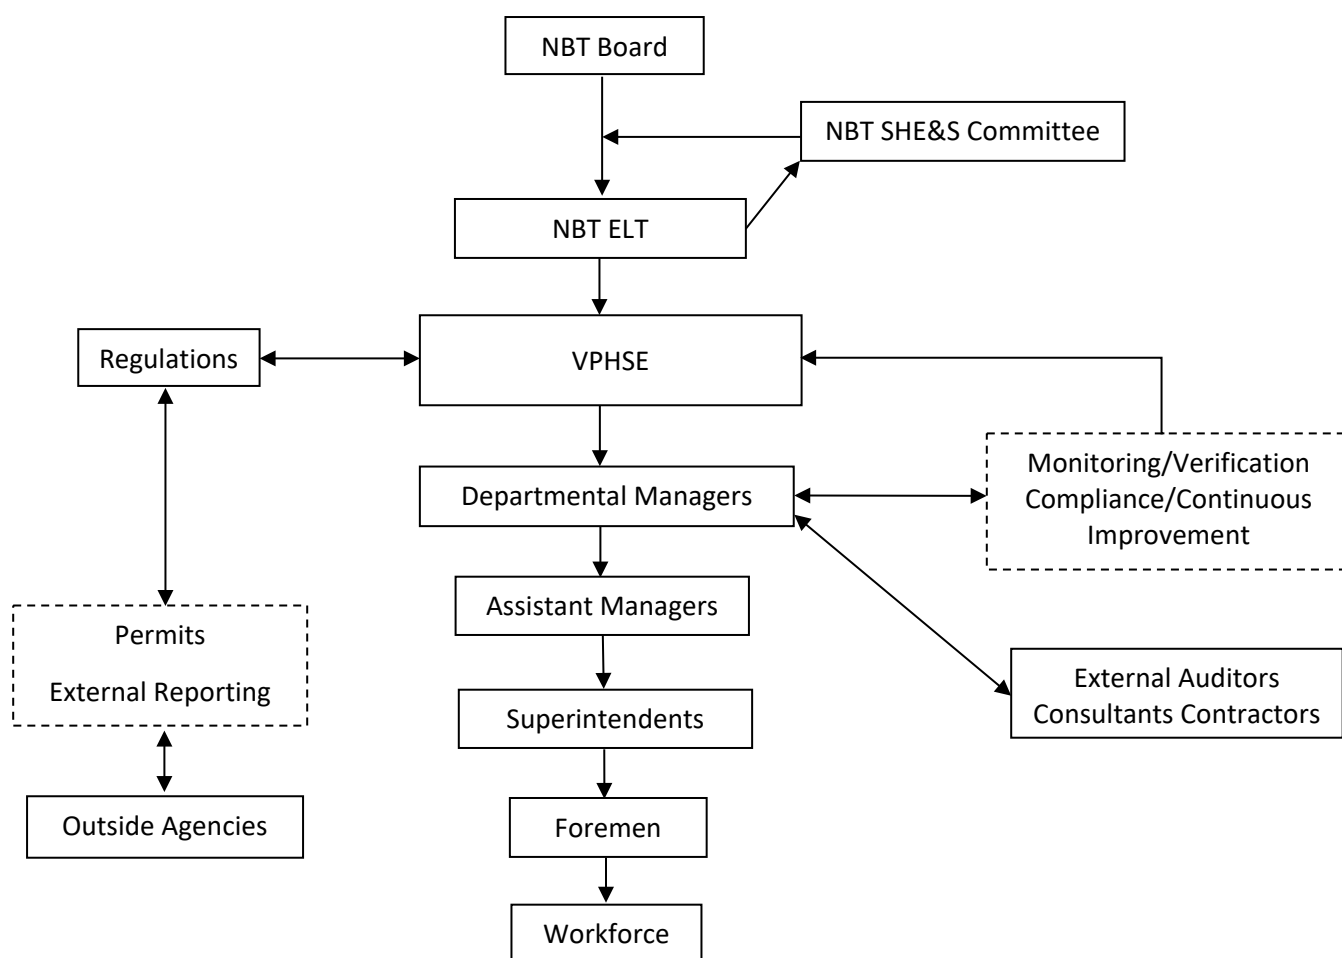 NBT Board
NBT SHE&S Committee
NBT ELT
Regulations
VPHSE
Monitoring/Verification
Compliance/Continuous
Improvement
Departmental Managers
Assistant Managers
Permits
External Reporting
External Auditors
Consultants Contractors
Superintendents
Outside Agencies
Foremen
Workforce